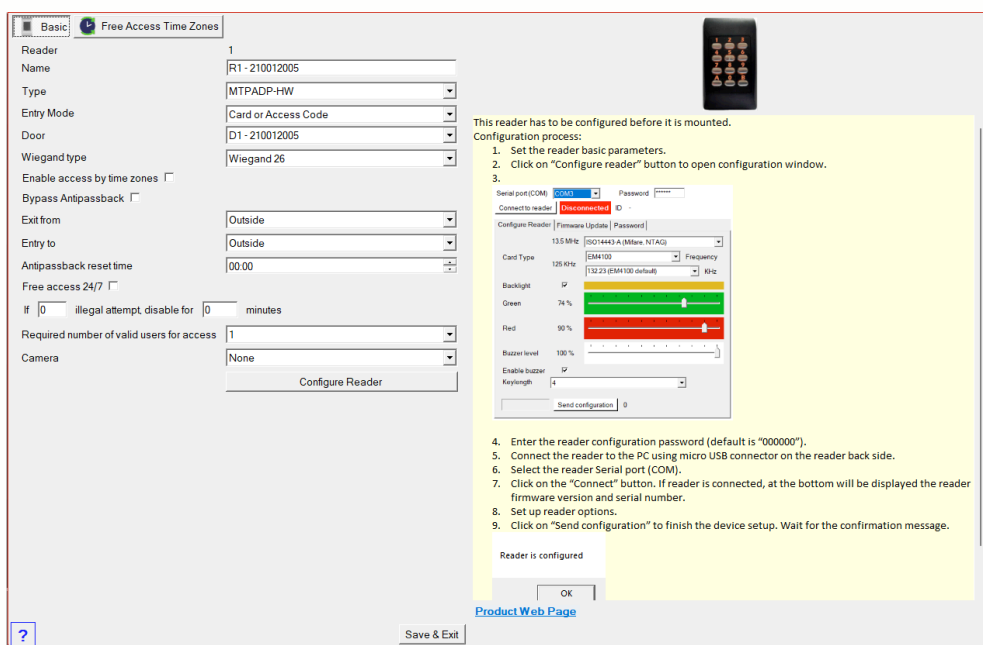 Basic
Free Access Time Zones
Reader 1
Name R1 - 210012005
Type MTPADP-HW
Entry Mode Card or Access Code
Door D1 - 210012005
Wiegand type Wiegand 26
Enable access by time zones
Bypass Antipassback
Exit from Outside
Entry to Outside
Antipassback reset time 00:00
Free access 24/7
If 0 illegal attempt, disable for 0 minutes
Required number of valid users for access 1
Camera None
Configure Reader
? Save & Exit
1 2 3
4 5 6
7 8 9
A 0 B
This reader has to be configured before it is mounted.
Configuration process:
1. Set the reader basic parameters.
2. Click on "Configure reader" button to open configuration window.
3.
Serial port (COM) COM3 Password ******
Connect to reader Disconnected ID -
Configure Reader Firmware Update Password
13.5 MHz ISO14443-A (Mifare. NTAG)
Card Type 125 KHz EM4100 Frequency
132.23 (EM4100 default) KHz
Backlight
Green 74 %
Red 90 %
Buzzer level 100 %
Enable buzzer
Keylength 4
Send configuration 0
4. Enter the reader configuration password (default is "000000").
5. Connect the reader to the PC using micro USB connector on the reader back side.
6. Select the reader Serial port (COM).
7. Click on the "Connect" button. If reader is connected, at the bottom will be displayed the reader
firmware version and serial number.
8. Set up reader options.
9. Click on "Send configuration" to finish the device setup. Wait for the confirmation message.
Reader is configured
OK
Product Web Page